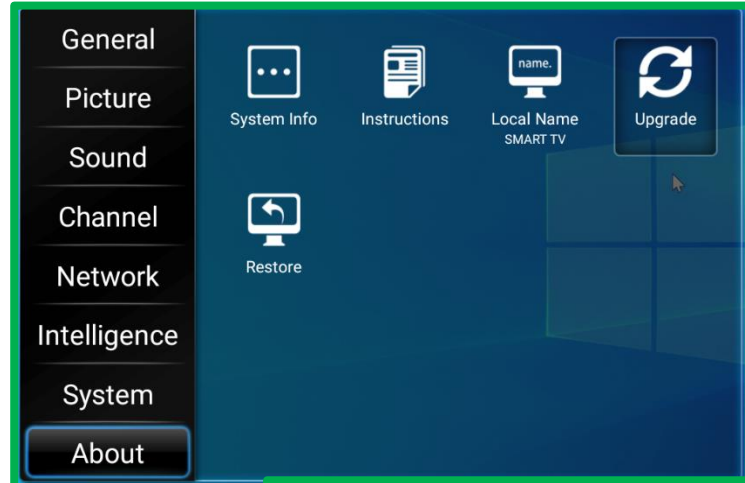 General
Picture
Sound
Channel
Network
Intelligence
System
About
System Info
Instructions
name.
Local Name
SMART TV
Upgrade
Restore